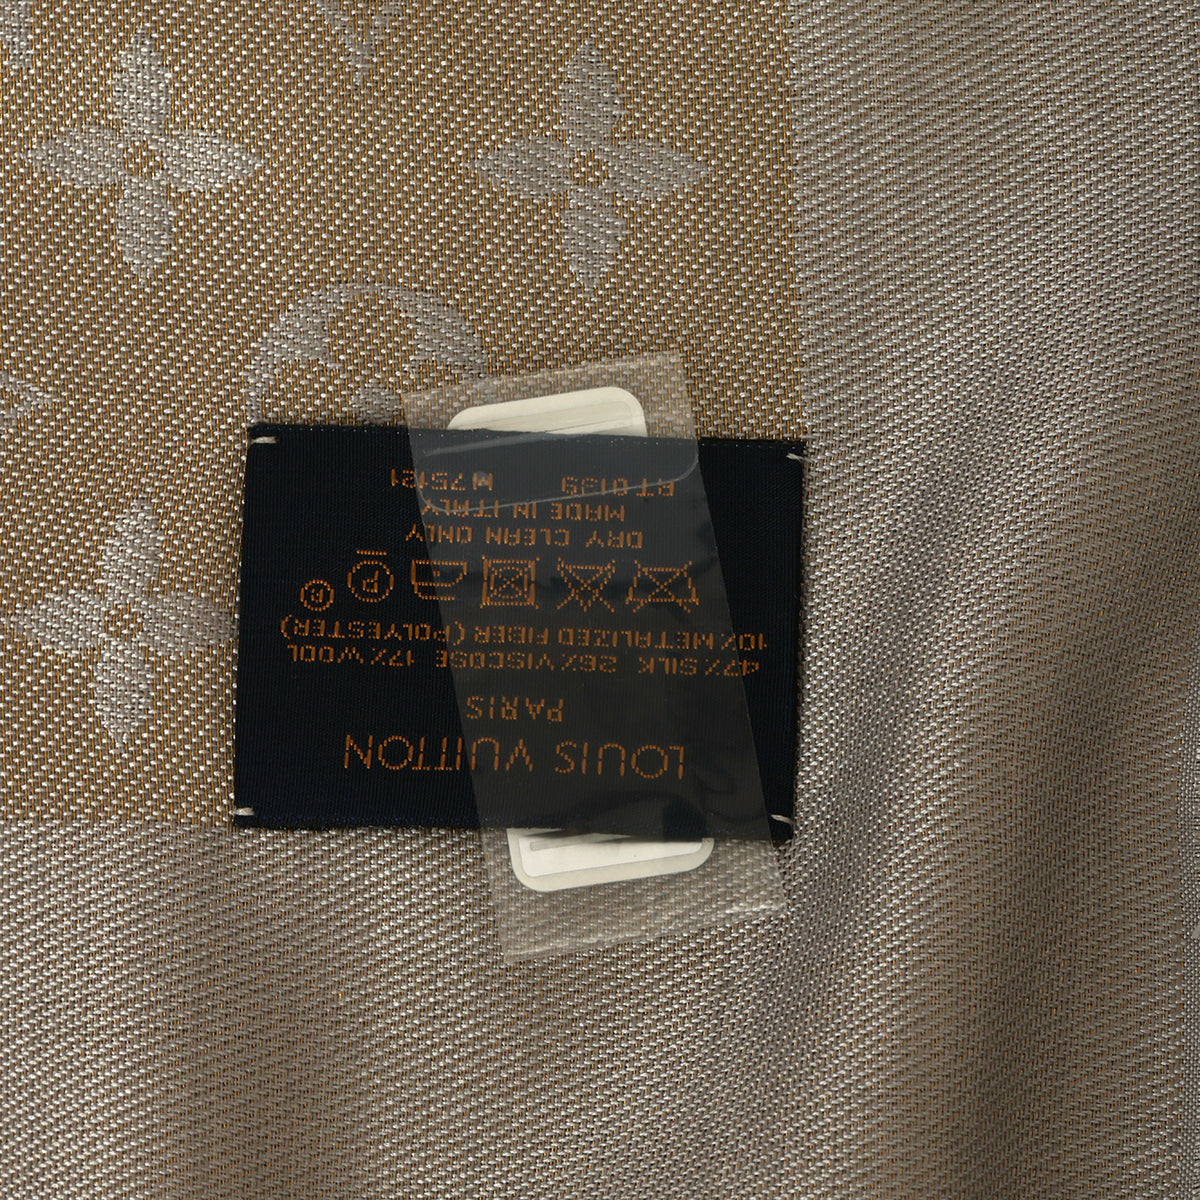 LOUIS VUITTON
PARIS
47% SILK 26% VISCOSE 17% WOOL
10% METALIZED FIBER (POLYESTER)
P P
DRY CLEAN ONLY
MADE IN ITALY
RT0139 M75121